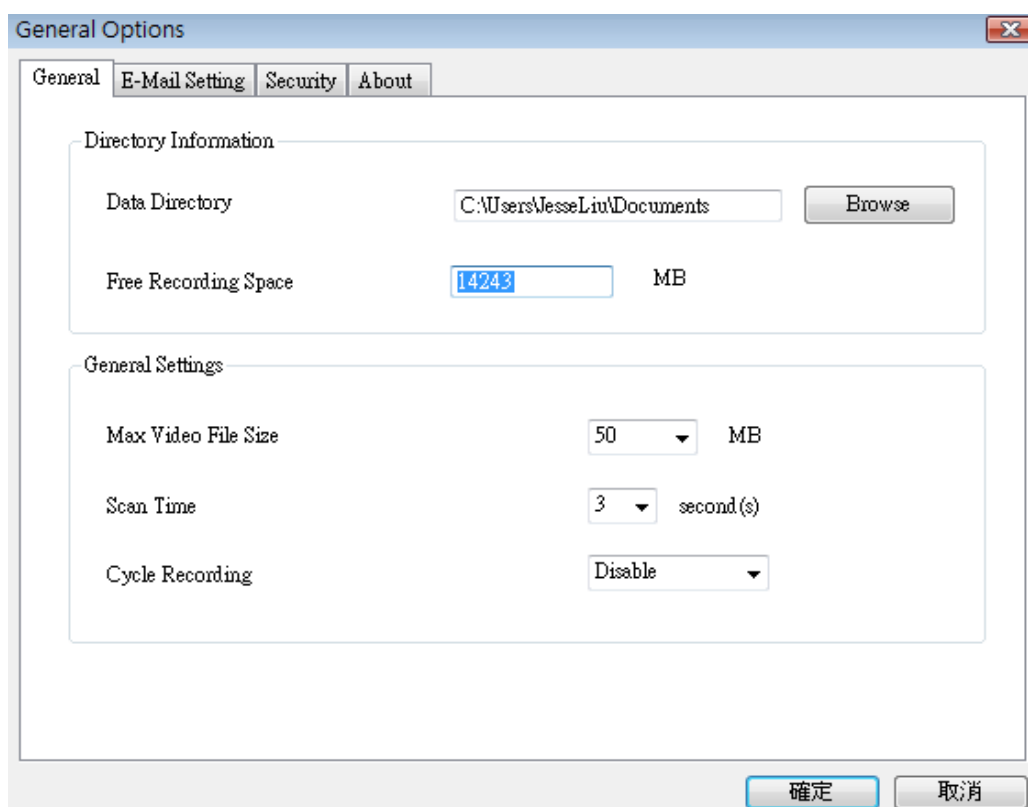 General Options
General E-Mail Setting Security About
Directory Information
Data Directory C:\Users\JesseLiu\Documents Browse
Free Recording Space 14243 MB
General Settings
Max Video File Size 50 MB
Scan Time 3 second(s)
Cycle Recording Disable
確定 取消